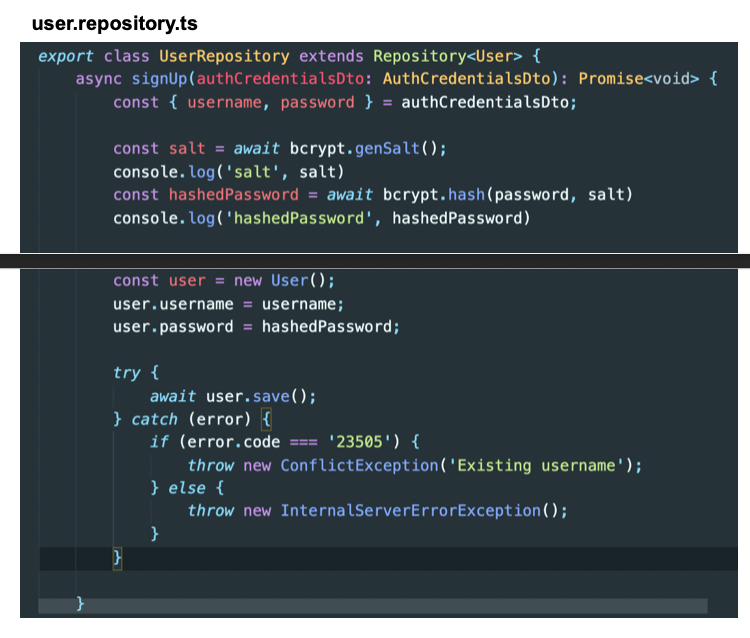 user.repository.ts
export class UserRepository extends Repository<User> {
    async signUp(authCredentialsDto: AuthCredentialsDto): Promise<void> {
        const { username, password } = authCredentialsDto;

        const salt = await bcrypt.genSalt();
        console.log('salt', salt)
        const hashedPassword = await bcrypt.hash(password, salt)
        console.log('hashedPassword', hashedPassword)

        const user = new User();
        user.username = username;
        user.password = hashedPassword;

        try {
            await user.save();
        } catch (error) {
            if (error.code === '23505') {
                throw new ConflictException('Existing username');
            } else {
                throw new InternalServerErrorException();
            }
        }

    }